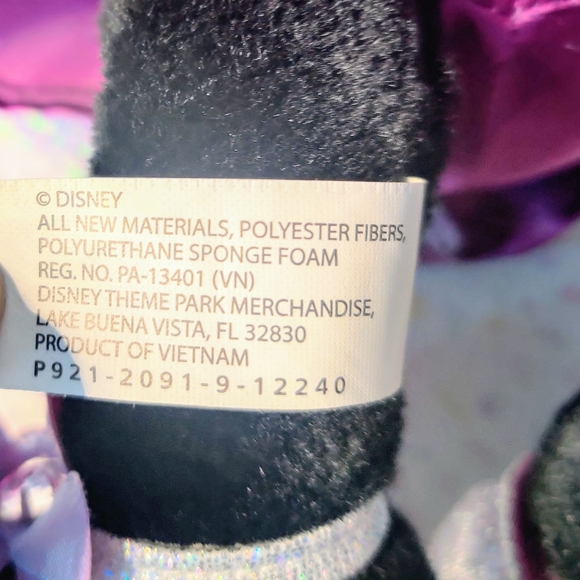 © DISNEY
ALL NEW MATERIALS, POLYESTER FIBERS,
POLYURETHANE SPONGE FOAM
REG. NO. PA-13401 (VN)
DISNEY THEME PARK MERCHANDISE,
LAKE BUENA VISTA, FL 32830
PRODUCT OF VIETNAM
P921-2091-9-12240